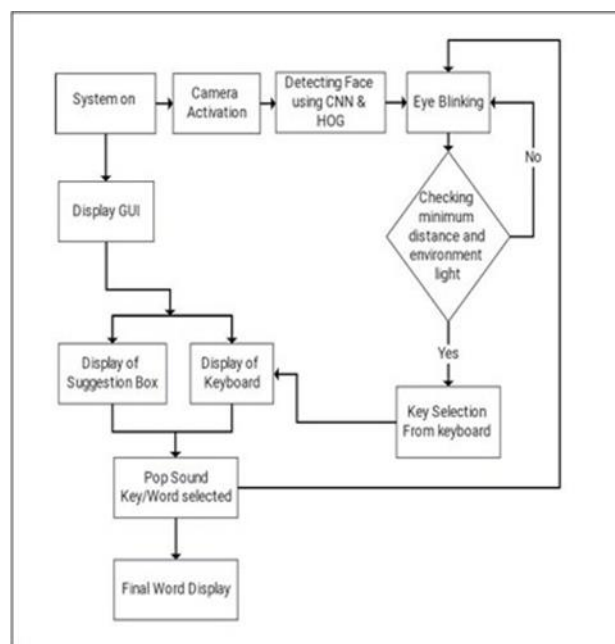 System on
Camera
Activation
Detecting Face
using CNN &
HOG
Eye Blinking
No
Checking
minimum
distance and
environment
light
Display GUI
Yes
Display of
Suggestion Box
Display of
Keyboard
Key Selection
From keyboard
Pop Sound
Key/Word selected
Final Word Display